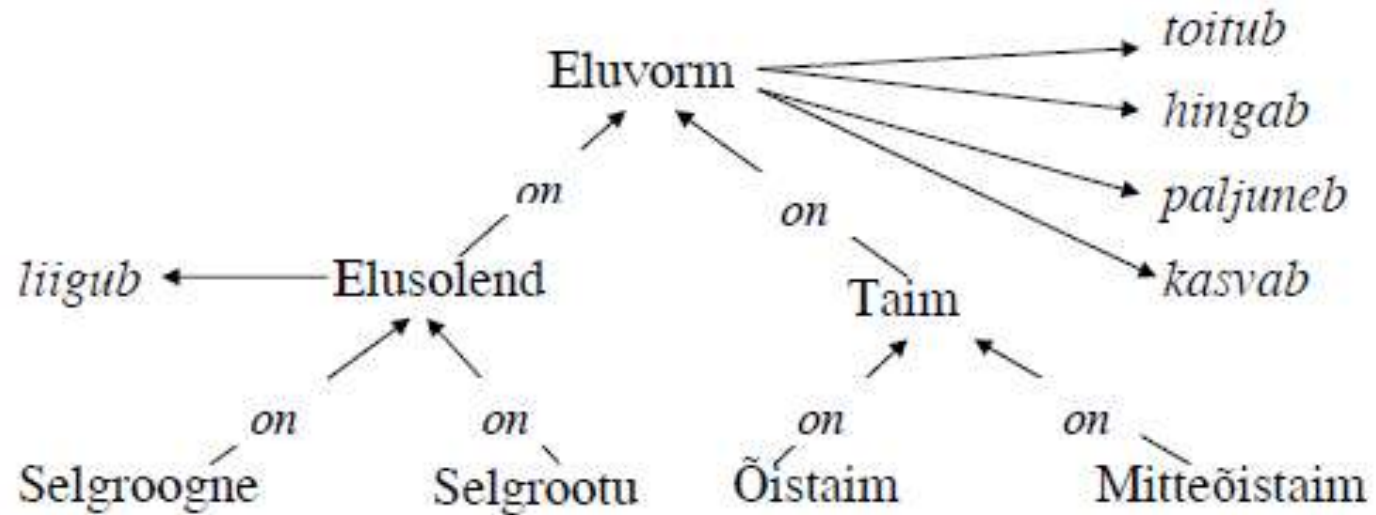 toitub
Eluvorm
hingab
on
paljuneb
on
liigub
Elusolend
kasvab
Taim
on
on
on
on
Selgroogne
Selgrootu
Õistaim
Mitteõistaim